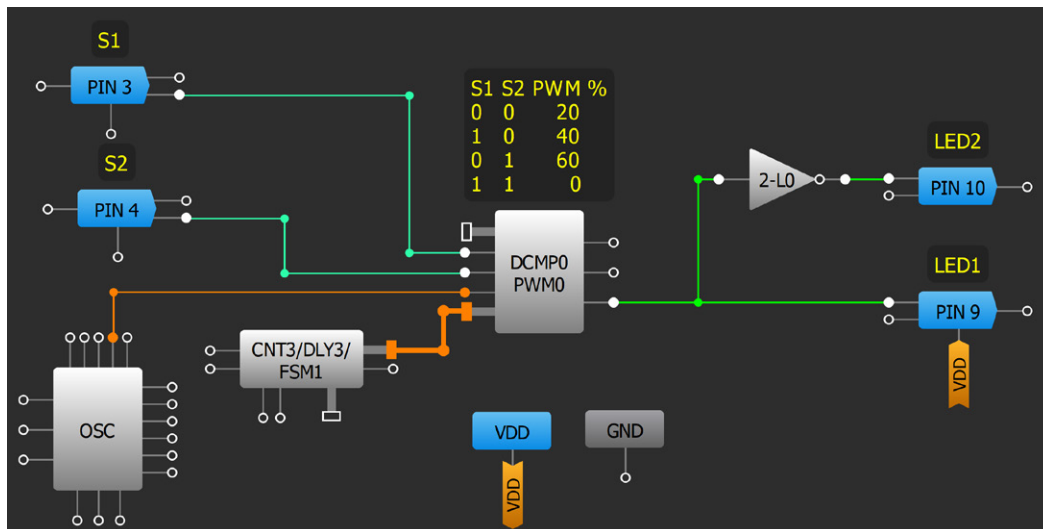 S1
PIN 3
S2
PIN 4
S1 S2 PWM %
0 0 20
1 0 40
0 1 60
1 1 0
DCMP0
PWM0
2-L0
LED2
PIN 10
LED1
PIN 9
VDD
CNT3/DLY3/
FSM1
OSC
VDD
VDD
GND